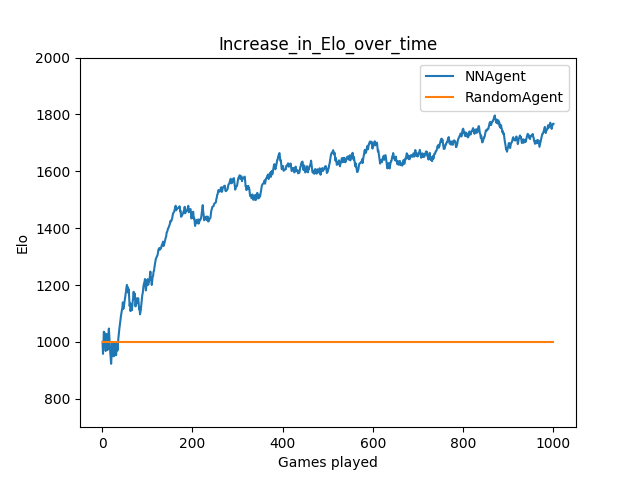 Increase_in_Elo_over_time
NNAgent
RandomAgent
Elo
2000
1800
1600
1400
1200
1000
800
0 200 400 600 800 1000
Games played